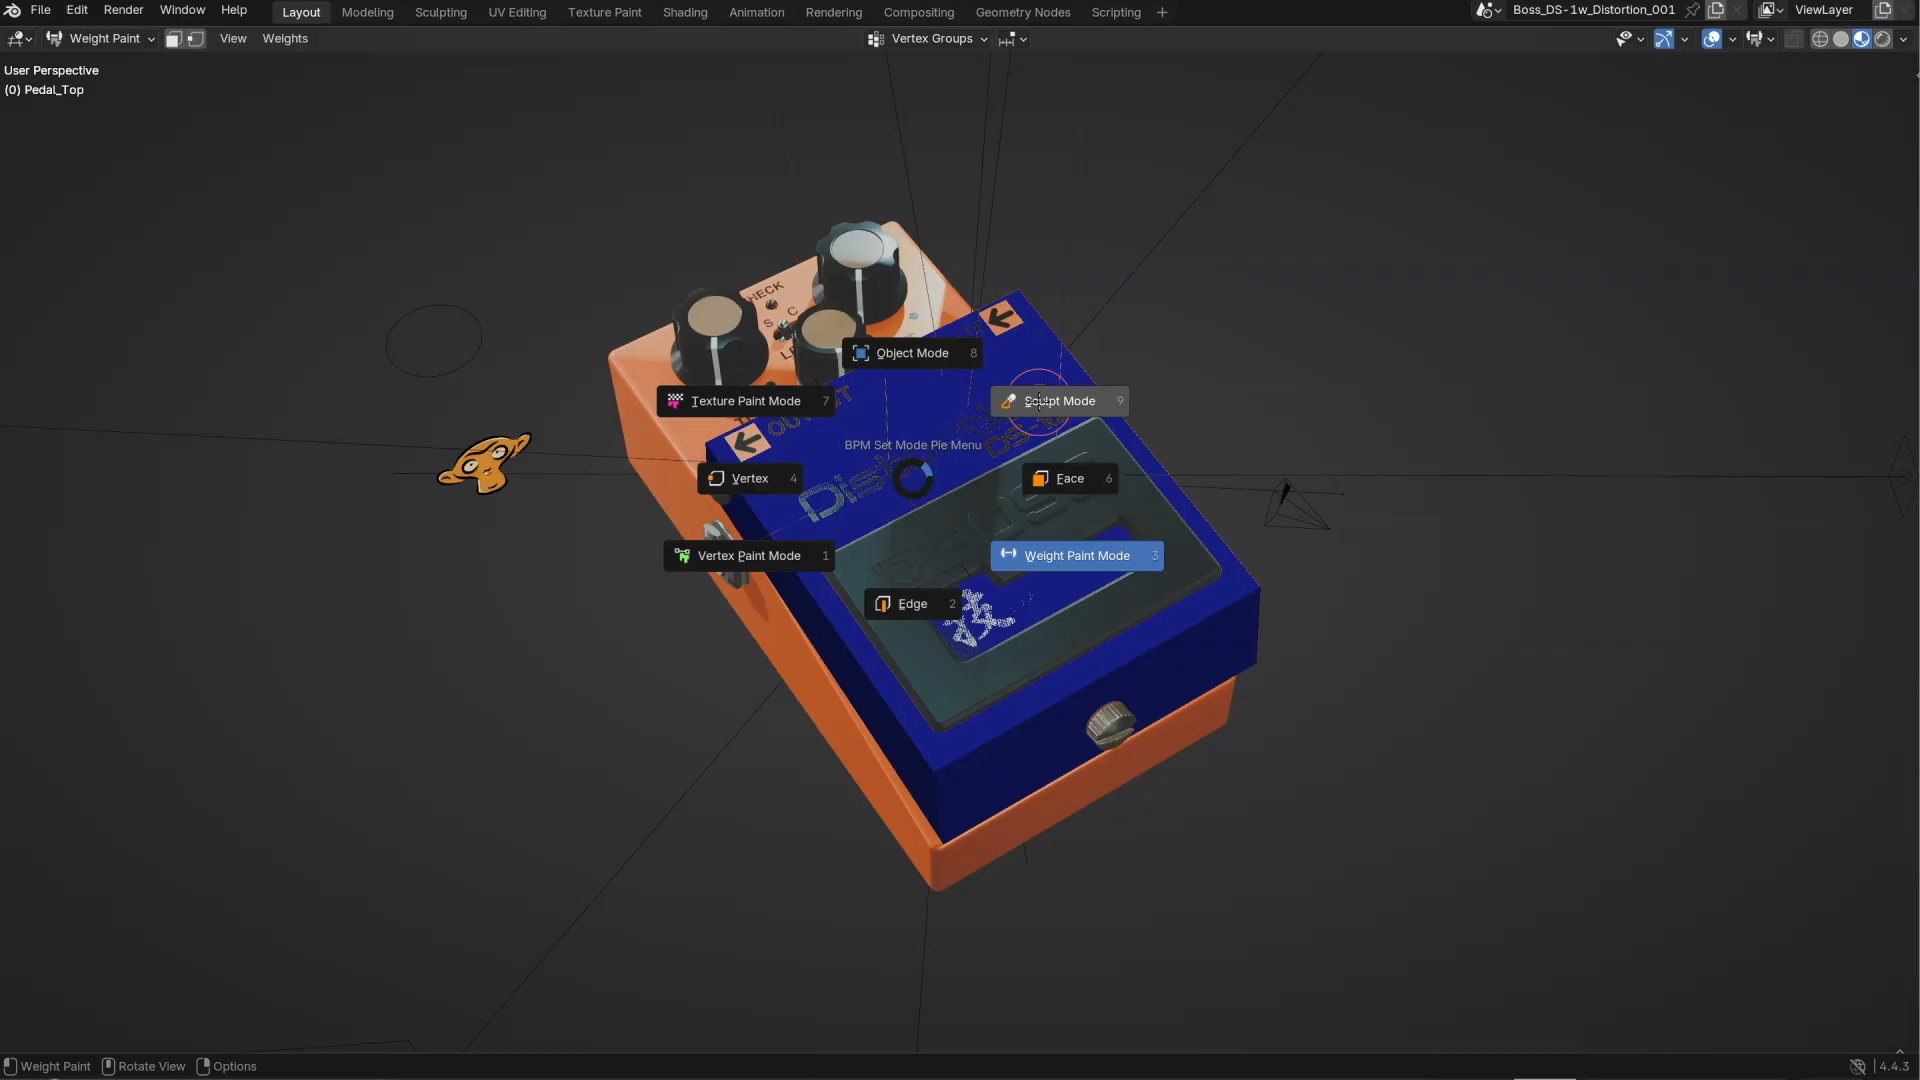 File Edit Render Window Help Layout Modeling Sculpting UV Editing Texture Paint Shading Animation Rendering Compositing Geometry Nodes Scripting Boss_DS-1w_Distortion_001 ViewLayer
Weight Paint View Weights Vertex Groups
User Perspective
(0) Pedal_Top
Object Mode 8
Texture Paint Mode 7
Sculpt Mode 9
BPM Set Mode Pie Menu
Vertex 4
Face 6
Vertex Paint Mode 1
Weight Paint Mode 3
Edge 2
技
Weight Paint Rotate View Options 4.4.3